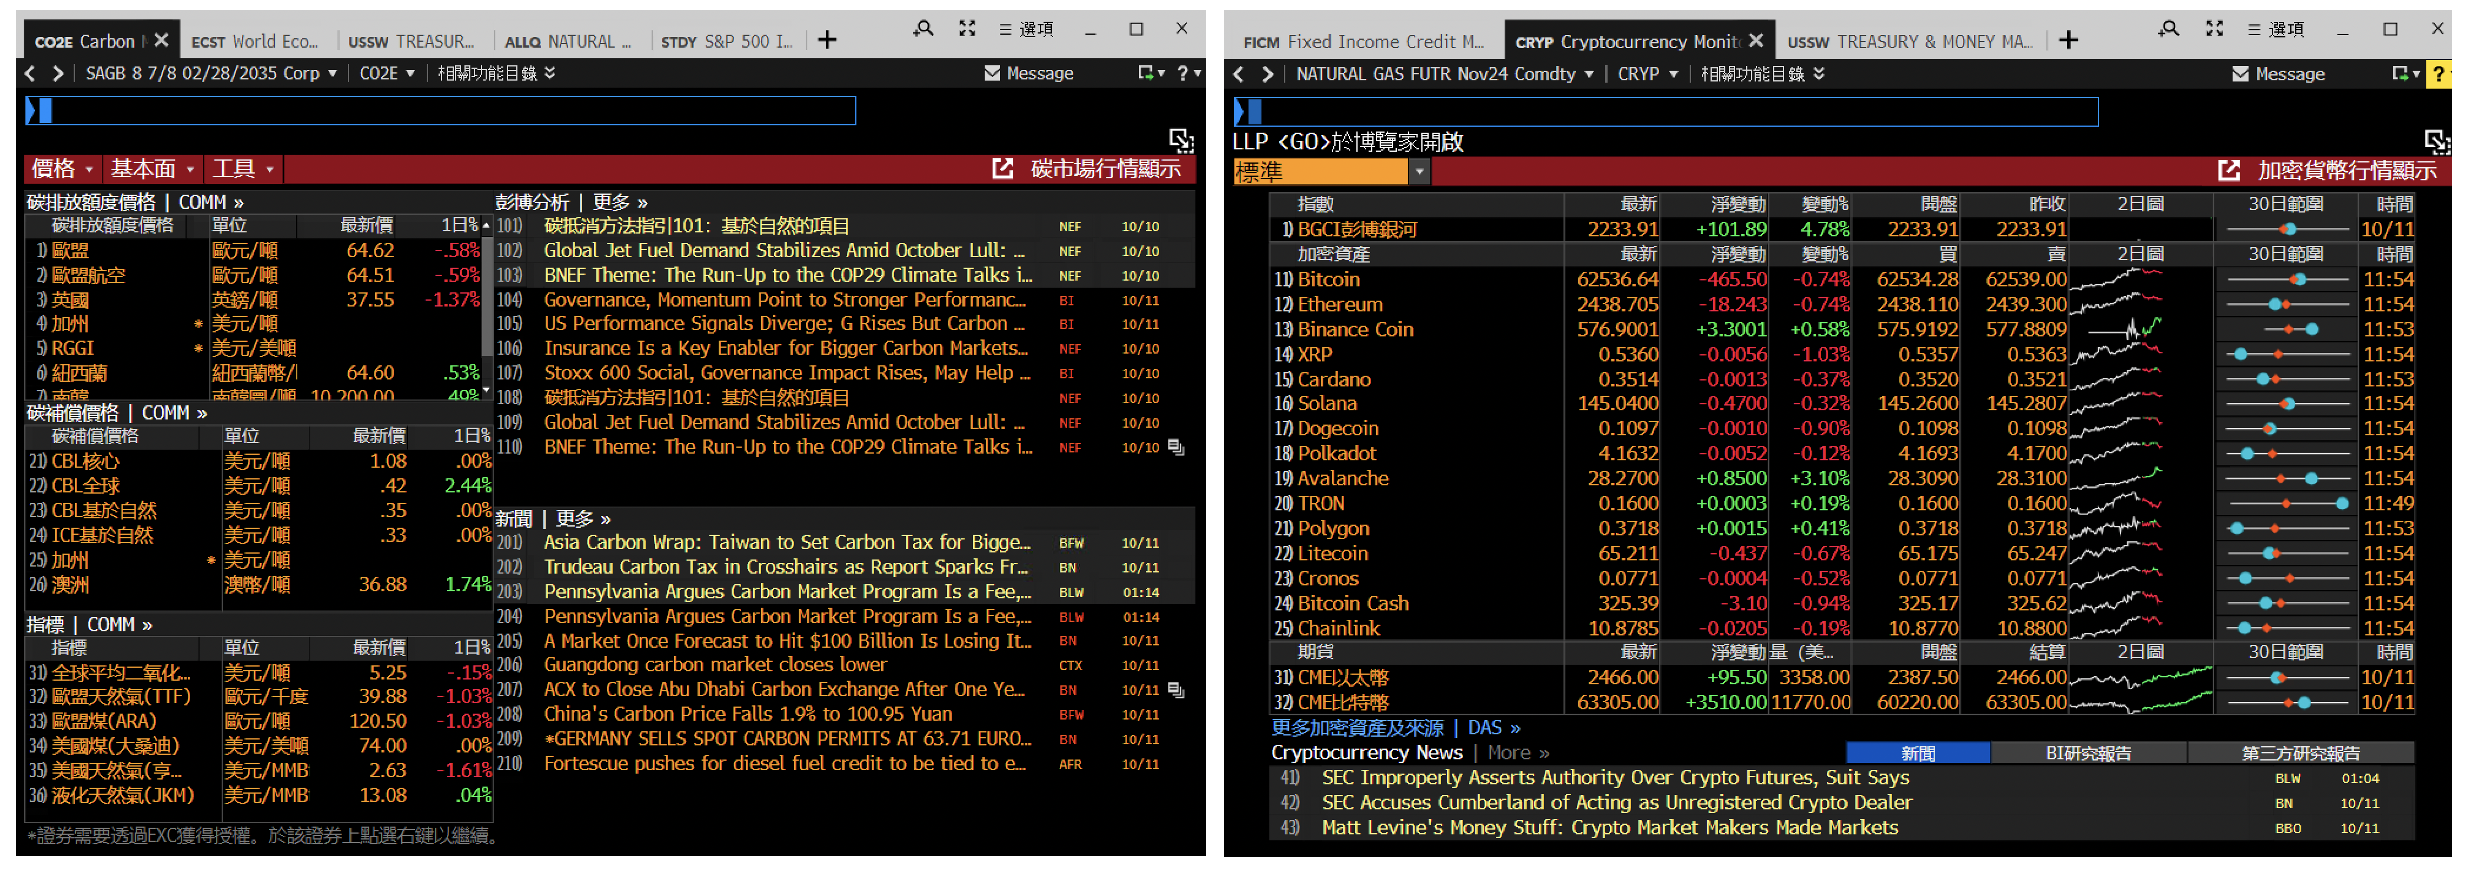 CO2E Carbon M ECST World Eco... USSW TREASUR... ALLQ NATURAL ... STDY S&P 500 I... 選項
SAGB 8 7/8 02/28/2035 Corp CO2E 相關功能目錄 Message ?
價格 基本面 工具 碳市場行情顯示
碳排放額度價格 | COMM »
碳排放額度價格 單位 最新價 1日%
1) 歐盟 歐元/噸 64.62 -.58%
2) 歐盟航空 歐元/噸 64.51 -.59%
3) 英國 英鎊/噸 37.55 -1.37%
4) 加州 * 美元/噸
5) RGGI * 美元/美噸
6) 紐西蘭 紐西蘭幣/ 64.60 .53%
7) 南韓 南韓圜/噸 10,200.00 .49%
碳補償價格 | COMM »
碳補償價格 單位 最新價 1日%
21) CBL核心 美元/噸 1.08 .00%
22) CBL全球 美元/噸 .42 2.44%
23) CBL基於自然 美元/噸 .35 .00%
24) ICE基於自然 美元/噸 .33 .00%
25) 加州 * 美元/噸
26) 澳洲 澳幣/噸 36.88 1.74%
指標 | COMM »
指標 單位 最新價 1日%
31) 全球平均二氧化... 美元/噸 5.25 -.15%
32) 歐盟天然氣(TTF) 歐元/千度 39.88 -1.03%
33) 歐盟煤(ARA) 歐元/噸 120.50 -1.03%
34) 美國煤(大桑迪) 美元/美噸 74.00 .00%
35) 美國天然氣(亨... 美元/MMB 2.63 -1.61%
36) 液化天然氣(JKM) 美元/MMB 13.08 .04%
*證券需要透過EXC獲得授權。於該證券上點選右鍵以繼續。
彭博分析 | 更多 »
101) 碳抵消方法指引101：基於自然的項目 NEF 10/10
102) Global Jet Fuel Demand Stabilizes Amid October Lull: ... NEF 10/10
103) BNEF Theme: The Run-Up to the COP29 Climate Talks i... NEF 10/10
104) Governance, Momentum Point to Stronger Performanc... BI 10/11
105) US Performance Signals Diverge; G Rises But Carbon ... BI 10/11
106) Insurance Is a Key Enabler for Bigger Carbon Markets... NEF 10/10
107) Stoxx 600 Social, Governance Impact Rises, May Help ... BI 10/10
108) 碳抵消方法指引101：基於自然的項目 NEF 10/10
109) Global Jet Fuel Demand Stabilizes Amid October Lull: ... NEF 10/10
110) BNEF Theme: The Run-Up to the COP29 Climate Talks i... NEF 10/10
新聞 | 更多 »
201) Asia Carbon Wrap: Taiwan to Set Carbon Tax for Bigge... BFW 10/11
202) Trudeau Carbon Tax in Crosshairs as Report Sparks Fr... BN 10/11
203) Pennsylvania Argues Carbon Market Program Is a Fee,... BLW 01:14
204) Pennsylvania Argues Carbon Market Program Is a Fee,... BLW 01:14
205) A Market Once Forecast to Hit $100 Billion Is Losing It... BN 10/11
206) Guangdong carbon market closes lower CTX 10/11
207) ACX to Close Abu Dhabi Carbon Exchange After One Ye... BN 10/11
208) China's Carbon Price Falls 1.9% to 100.95 Yuan BFW 10/11
209) *GERMANY SELLS SPOT CARBON PERMITS AT 63.71 EURO... BN 10/11
210) Fortescue pushes for diesel fuel credit to be tied to e... AFR 10/11
FICM Fixed Income Credit M... CRYP Cryptocurrency Monito USSW TREASURY & MONEY MA... 選項
NATURAL GAS FUTR Nov24 Comdty CRYP 相關功能目錄 Message ?
LLP <GO>於博覽家開啟
標準 加密貨幣行情顯示
指數 最新 淨變動 變動% 開盤 昨收 2日圖 30日範圍 時間
1) BGCI彭博銀河 2233.91 +101.89 4.78% 2233.91 2233.91 10/11
加密資產 最新 淨變動 變動% 買 賣 2日圖 30日範圍 時間
11) Bitcoin 62536.64 -465.50 -0.74% 62534.28 62539.00 11:54
12) Ethereum 2438.705 -18.243 -0.74% 2438.110 2439.300 11:54
13) Binance Coin 576.9001 +3.3001 +0.58% 575.9192 577.8809 11:53
14) XRP 0.5360 -0.0056 -1.03% 0.5357 0.5363 11:54
15) Cardano 0.3514 -0.0013 -0.37% 0.3520 0.3521 11:53
16) Solana 145.0400 -0.4700 -0.32% 145.2600 145.2807 11:54
17) Dogecoin 0.1097 -0.0010 -0.90% 0.1098 0.1098 11:54
18) Polkadot 4.1632 -0.0052 -0.12% 4.1693 4.1700 11:54
19) Avalanche 28.2700 +0.8500 +3.10% 28.3090 28.3100 11:54
20) TRON 0.1600 +0.0003 +0.19% 0.1600 0.1600 11:49
21) Polygon 0.3718 +0.0015 +0.41% 0.3718 0.3718 11:53
22) Litecoin 65.211 -0.437 -0.67% 65.175 65.247 11:54
23) Cronos 0.0771 -0.0004 -0.52% 0.0771 0.0771 11:54
24) Bitcoin Cash 325.39 -3.10 -0.94% 325.17 325.62 11:54
25) Chainlink 10.8785 -0.0205 -0.19% 10.8770 10.8800 11:54
期貨 最新 淨變動 量 (美... 開盤 結算 2日圖 30日範圍 時間
31) CME以太幣 2466.00 +95.50 3358.00 2387.50 2466.00 10/11
32) CME比特幣 63305.00 +3510.00 11770.00 60220.00 63305.00 10/11
更多加密資產及來源 | DAS »
Cryptocurrency News | More » 新聞 BI研究報告 第三方研究報告
41) SEC Improperly Asserts Authority Over Crypto Futures, Suit Says BLW 01:04
42) SEC Accuses Cumberland of Acting as Unregistered Crypto Dealer BN 10/11
43) Matt Levine's Money Stuff: Crypto Market Makers Made Markets BBO 10/11